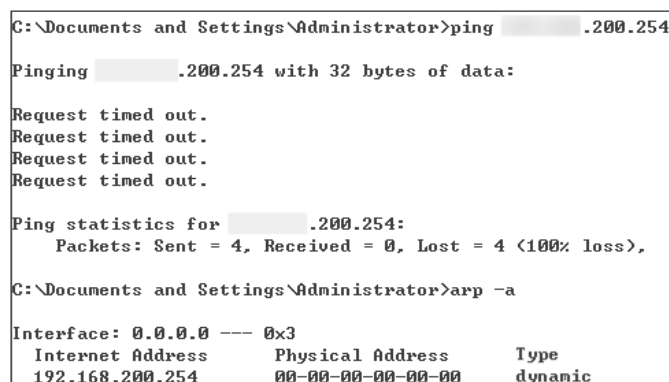 C:\Documents and Settings\Administrator>ping .200.254
Pinging .200.254 with 32 bytes of data:
Request timed out.
Request timed out.
Request timed out.
Request timed out.
Ping statistics for .200.254:
Packets: Sent = 4, Received = 0, Lost = 4 (100% loss),
C:\Documents and Settings\Administrator>arp -a
Interface: 0.0.0.0 --- 0x3
Internet Address Physical Address Type
192.168.200.254 00-00-00-00-00-00 dynamic